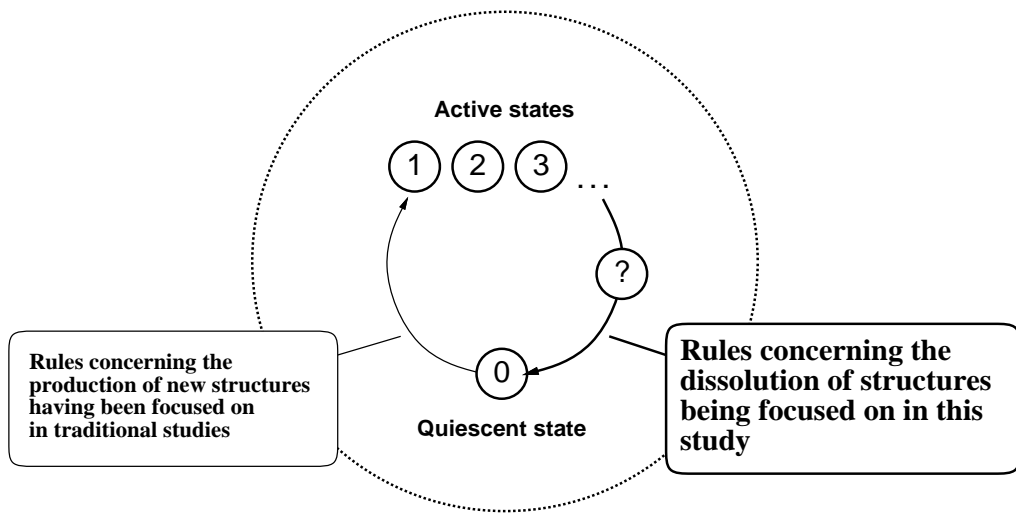 Active states
1 2 3 ...
?
0
Quiescent state
Rules concerning the
production of new structures
having been focused on
in traditional studies
Rules concerning the
dissolution of structures
being focused on in this
study